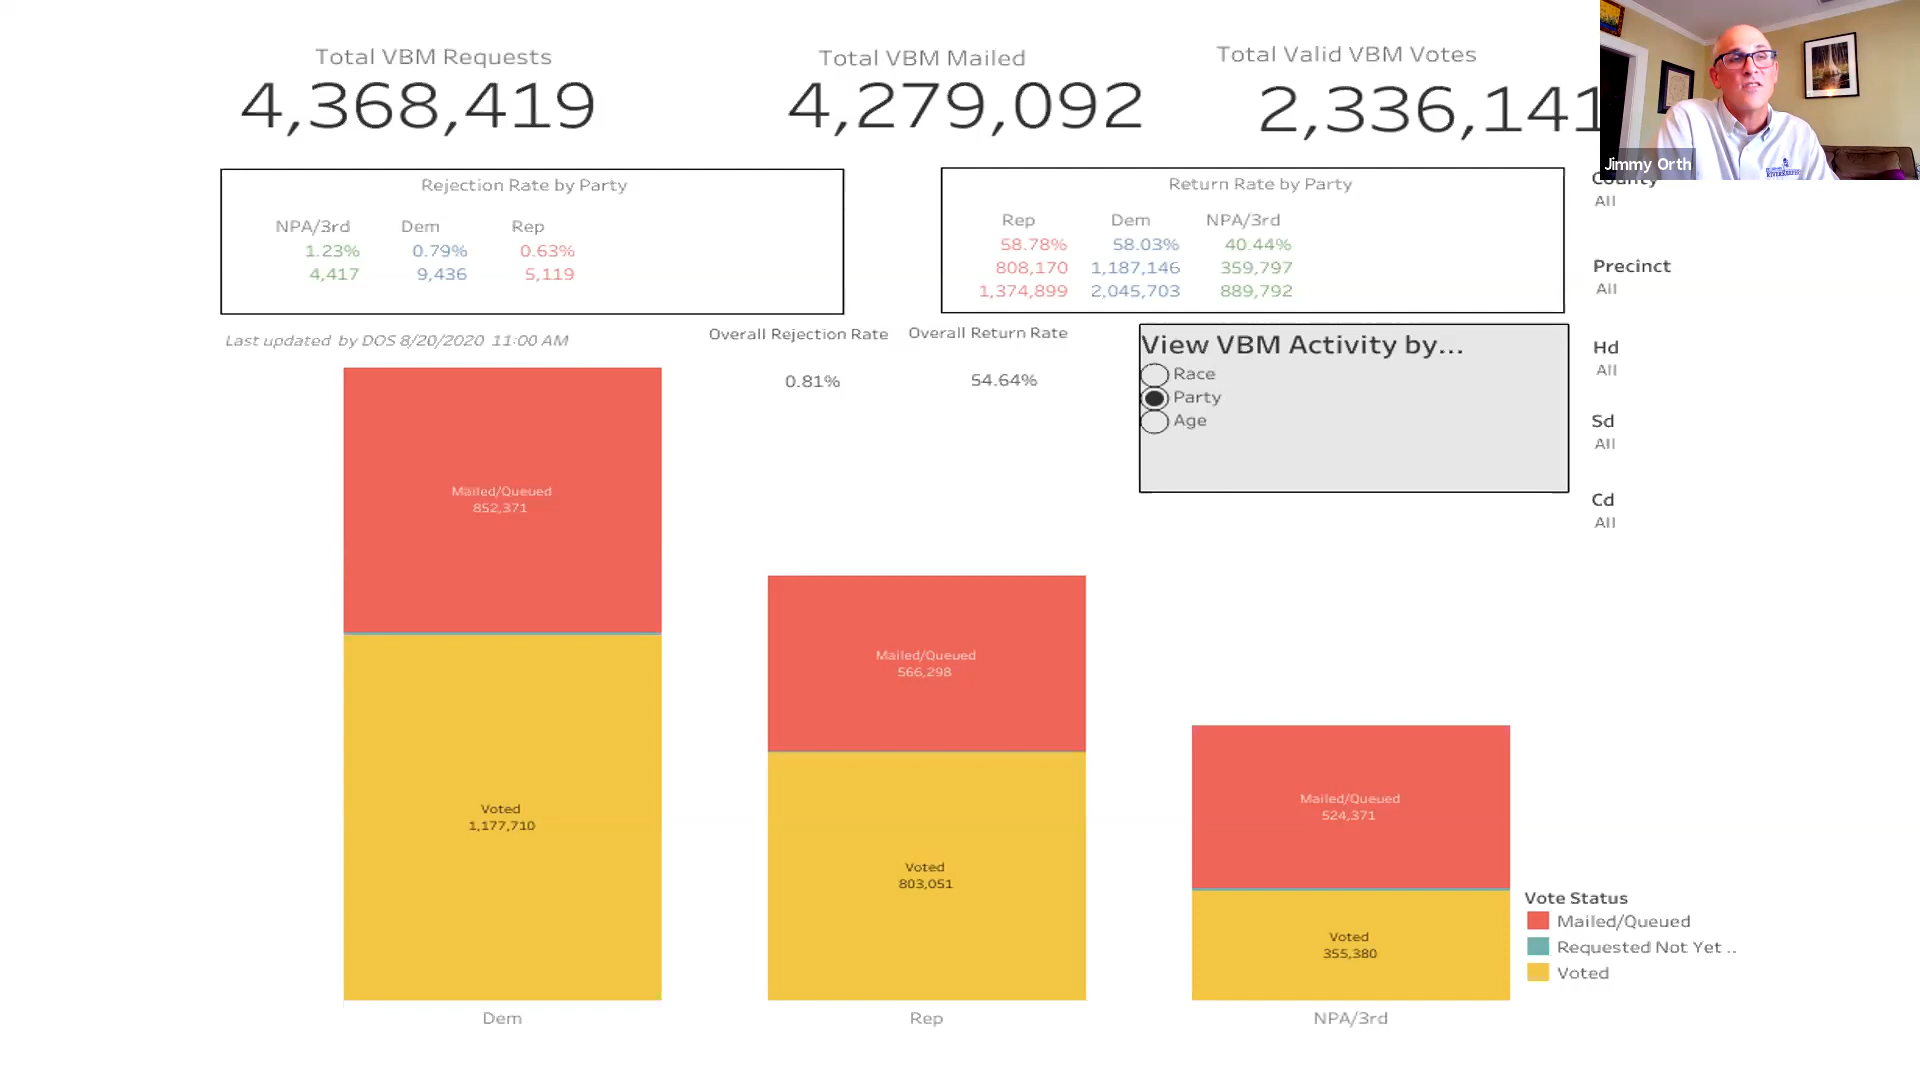 Total VBM Requests
4,368,419
Total VBM Mailed
4,279,092
Total Valid VBM Votes
2,336,141
Jimmy Orth
Rejection Rate by Party
NPA/3rd Dem Rep
1.23% 0.79% 0.63%
4,417 9,436 5,119
Return Rate by Party
Rep Dem NPA/3rd
58.78% 58.03% 40.44%
808,170 1,187,146 359,797
1,374,899 2,045,703 889,792
County
All
Precinct
All
Hd
All
Sd
All
Cd
All
Last updated by DOS 8/20/2020 11:00 AM
Overall Rejection Rate
0.81%
Overall Return Rate
54.64%
View VBM Activity by...
Race
Party
Age
Mailed/Queued
852,371
Voted
1,177,710
Dem
Mailed/Queued
566,298
Voted
803,051
Rep
Mailed/Queued
524,371
Voted
355,380
NPA/3rd
Vote Status
Mailed/Queued
Requested Not Yet ..
Voted